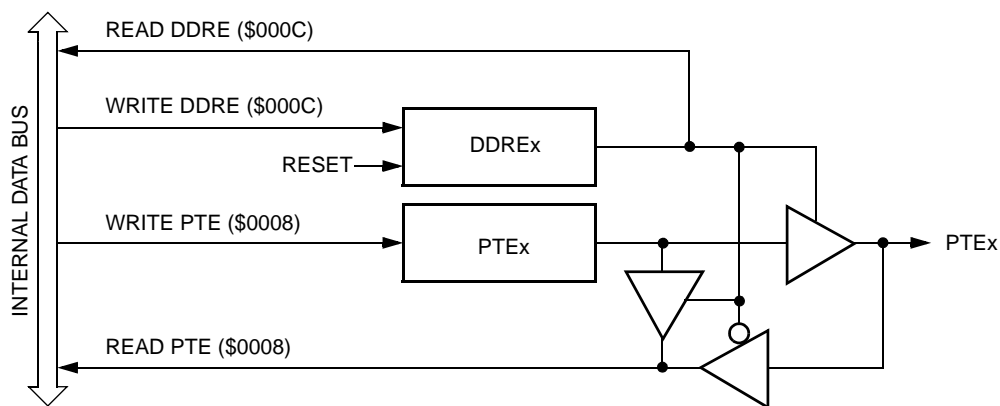 READ DDRE ($000C)
WRITE DDRE ($000C)
DDREx
RESET
WRITE PTE ($0008)
PTEx
PTEx
READ PTE ($0008)
INTERNAL DATA BUS